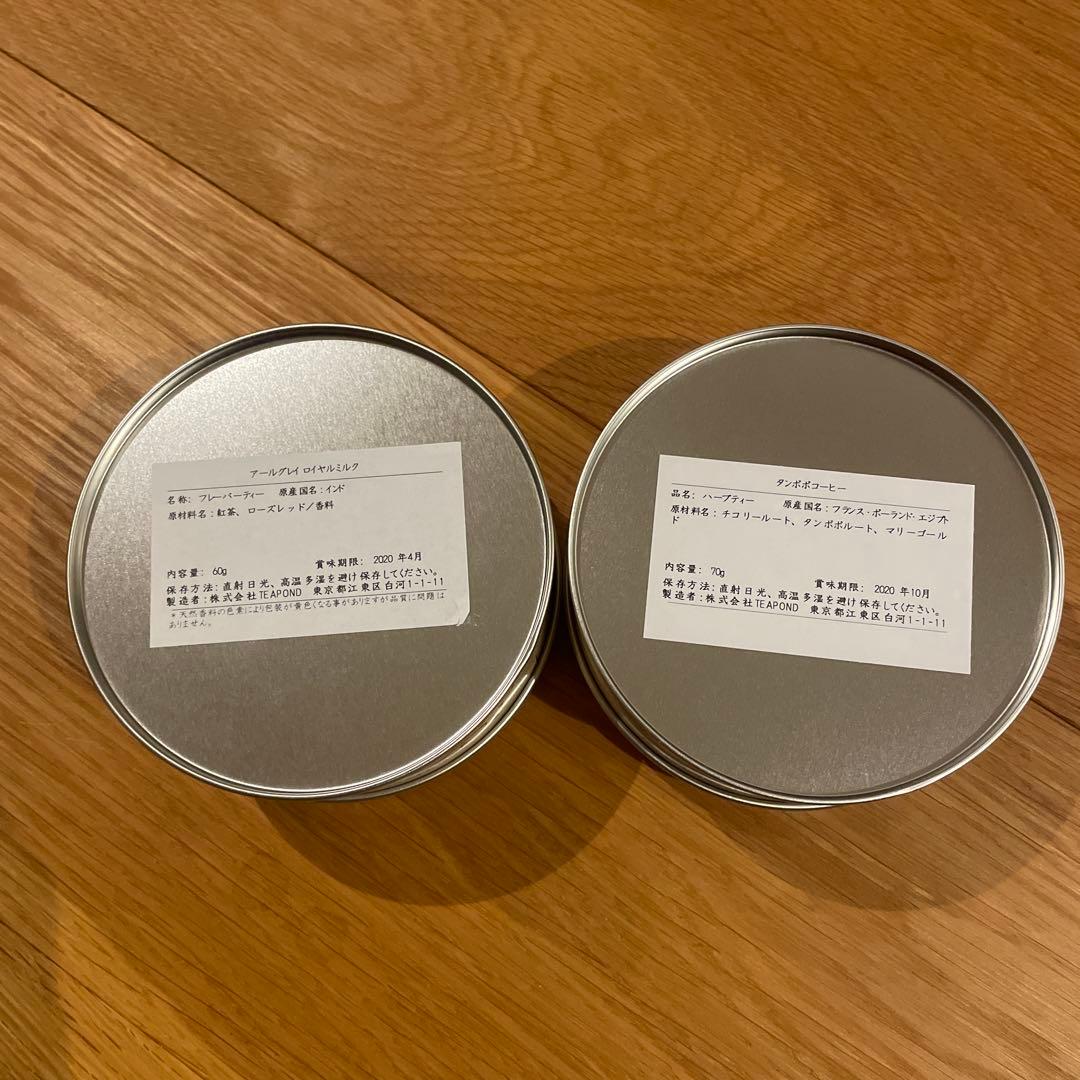 アールグレイ ロイヤルミルク
名称: フレーバーティー 原産国名:インド
原材料名:紅茶、ローズレッド/香料
内容量: 60g 賞味期限: 2020 年4月
保存方法:直射日光、高温多湿を避け保存してください。
製造者:株式会社TEAPOND 東京都江東区白河1-1-11
*天然香料の色素により包装が黄色くなる事がありますが品質に問題は
ありません。
タンポポコーヒー
品名: ハーブティー 原産国名:フランス・ポーランド・エジプト
原材料名:チコリールート、タンポポルート、マリーゴール
ド
内容量: 70g 賞味期限: 2020 年10月
保存方法:直射日光、高温多湿を避け保存してください。
製造者:株式会社TEAPOND 東京都江東区白河1-1-11